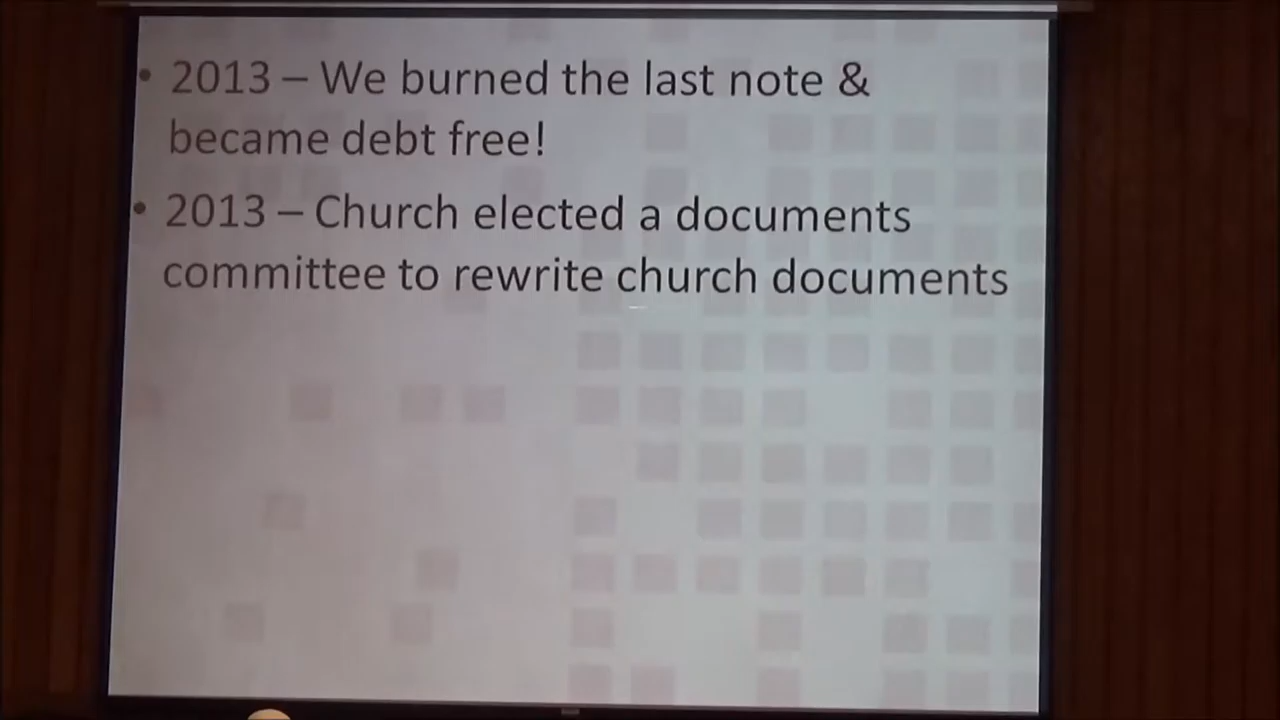 • 2013 – We burned the last note &
became debt free!
• 2013 – Church elected a documents
committee to rewrite church documents